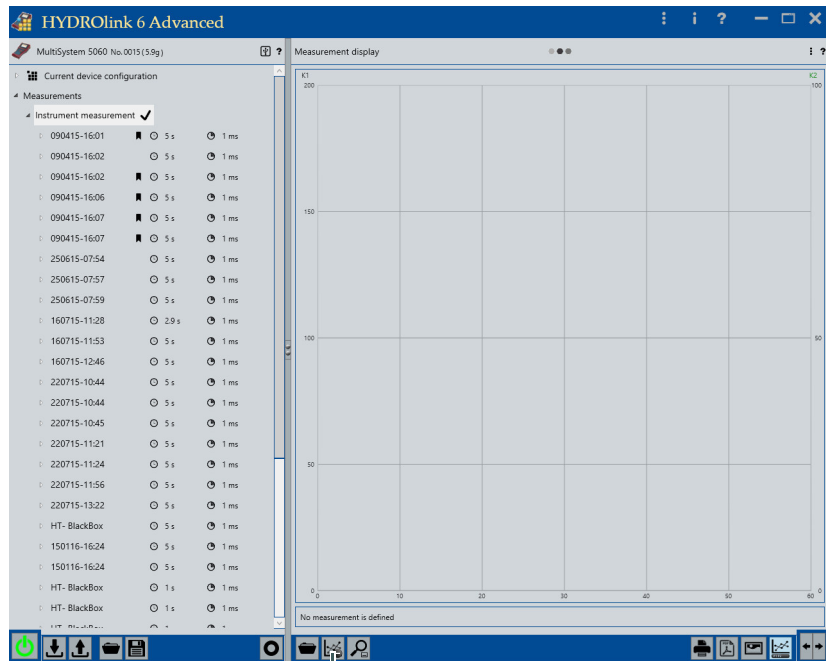 HYDROlink 6 Advanced
i ?
MultiSystem 5060 No. 0015 (5.9g) ?
Measurement display ?
Current device configuration
Measurements
Instrument measurement
090415-16:01 5 s 1 ms
090415-16:02 5 s 1 ms
090415-16:02 5 s 1 ms
090415-16:06 5 s 1 ms
090415-16:07 5 s 1 ms
090415-16:07 5 s 1 ms
250615-07:54 5 s 1 ms
250615-07:57 5 s 1 ms
250615-07:59 5 s 1 ms
160715-11:28 2.9 s 1 ms
160715-11:53 5 s 1 ms
160715-12:46 5 s 1 ms
220715-10:44 5 s 1 ms
220715-10:44 5 s 1 ms
220715-10:45 5 s 1 ms
220715-11:21 5 s 1 ms
220715-11:24 5 s 1 ms
220715-11:56 5 s 1 ms
220715-13:22 5 s 1 ms
HT- BlackBox 5 s 1 ms
150116-16:24 5 s 1 ms
150116-16:24 5 s 1 ms
HT- BlackBox 1 s 1 ms
HT- BlackBox 1 s 1 ms
K1 K2
200 100
150
100 50
50
0 0
0 10 20 30 40 50 60
No measurement is defined